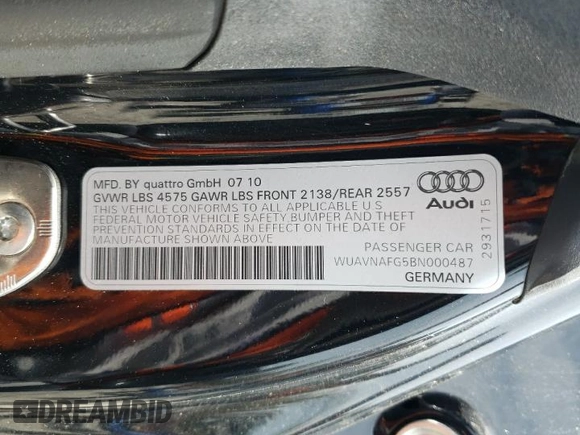 MFD. BY quattro GmbH 07 10
GVWR LBS 4575 GAWR LBS FRONT 2138/REAR 2557
THIS VEHICLE CONFORMS TO ALL APPLICABLE U S
FEDERAL MOTOR VEHICLE SAFETY BUMPER AND THEFT
PREVENTION STANDARDS IN EFFECT ON THE DATE OF
MANUFACTURE SHOWN ABOVE
Audi
2931715
PASSENGER CAR
WUAVNAFG5BN000487
GERMANY
DREAMBID